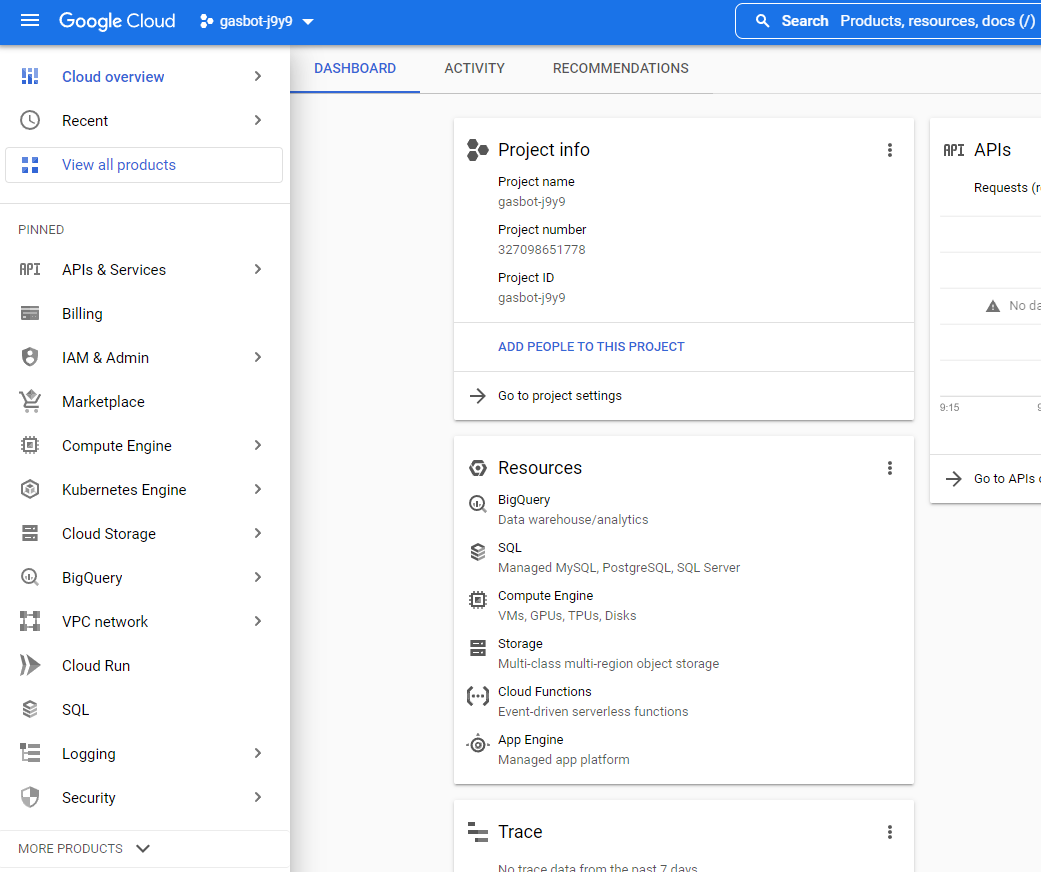 Google Cloud
gasbot-j9y9
Search Products, resources, docs (/)
Cloud overview
Recent
View all products
PINNED
API APIs & Services
Billing
IAM & Admin
Marketplace
Compute Engine
Kubernetes Engine
Cloud Storage
BigQuery
VPC network
Cloud Run
SQL
Logging
Security
MORE PRODUCTS
DASHBOARD
ACTIVITY
RECOMMENDATIONS
Project info
Project name
gasbot-j9y9
Project number
327098651778
Project ID
gasbot-j9y9
ADD PEOPLE TO THIS PROJECT
Go to project settings
Resources
BigQuery
Data warehouse/analytics
SQL
Managed MySQL, PostgreSQL, SQL Server
Compute Engine
VMs, GPUs, TPUs, Disks
Storage
Multi-class multi-region object storage
Cloud Functions
Event-driven serverless functions
App Engine
Managed app platform
Trace
No trace data from the past 7 days
API APIs
Requests (r
No da
9:15
Go to APIs